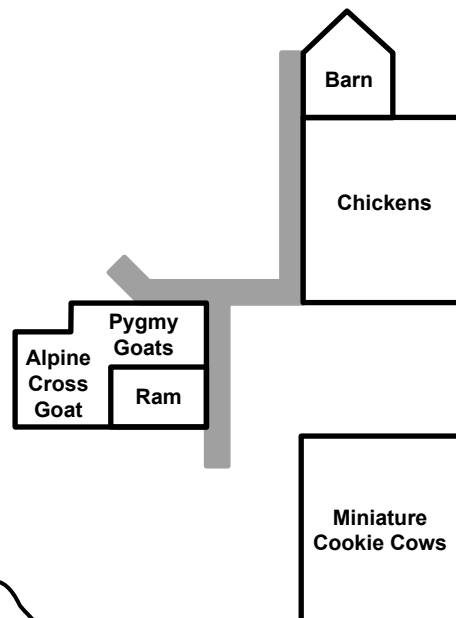 Barn
Chickens
Pygmy
Goats
Alpine
Cross
Goat
Ram
Miniature
Cookie Cows